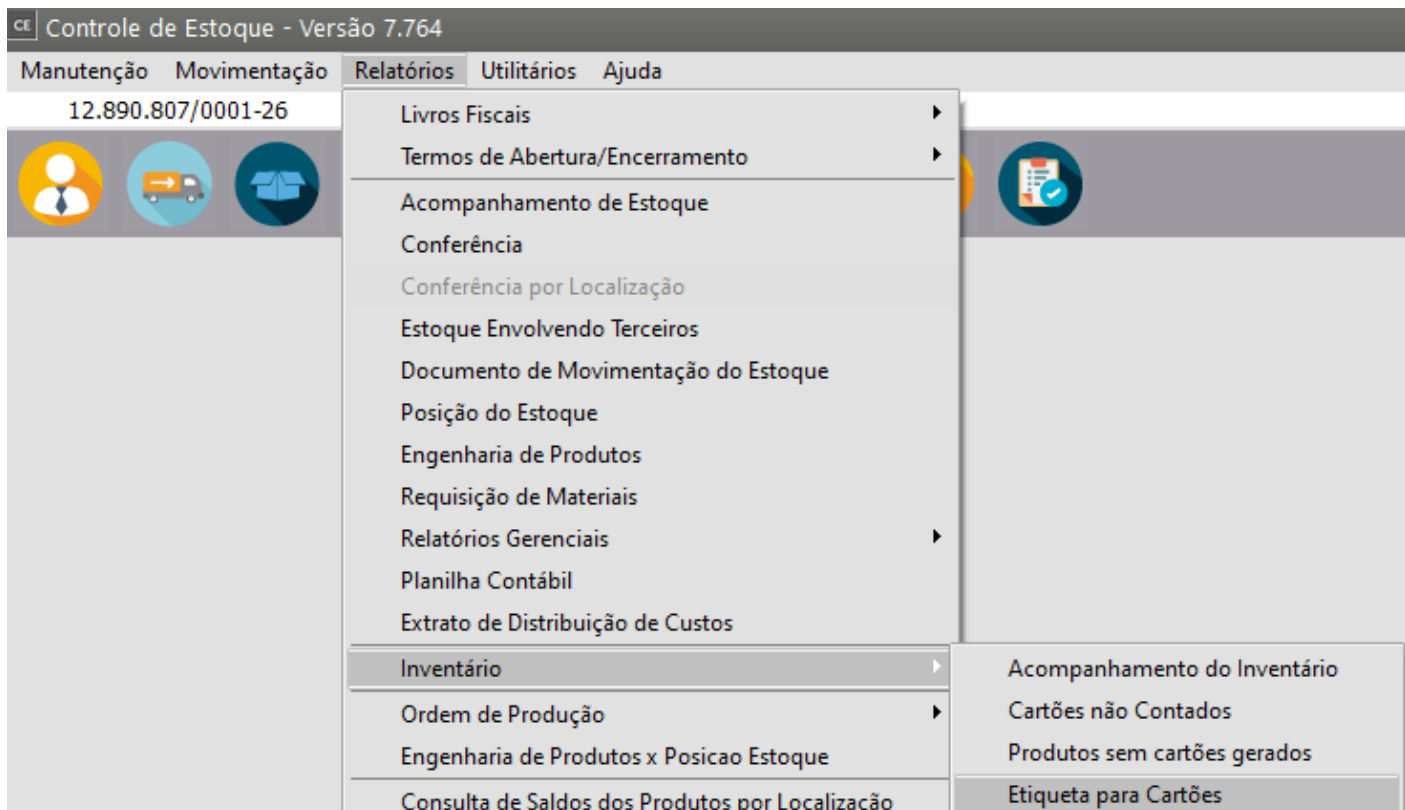 CE Controle de Estoque - Versão 7.764
Manutenção Movimentação Relatórios Utilitários Ajuda
12.890.807/0001-26
Livros Fiscais
Termos de Abertura/Encerramento
Acompanhamento de Estoque
Conferência
Conferência por Localização
Estoque Envolvendo Terceiros
Documento de Movimentação do Estoque
Posição do Estoque
Engenharia de Produtos
Requisição de Materiais
Relatórios Gerenciais
Planilha Contábil
Extrato de Distribuição de Custos
Inventário
Ordem de Produção
Engenharia de Produtos x Posicao Estoque
Consulta de Saldos dos Produtos por Localização
Acompanhamento do Inventário
Cartões não Contados
Produtos sem cartões gerados
Etiqueta para Cartões